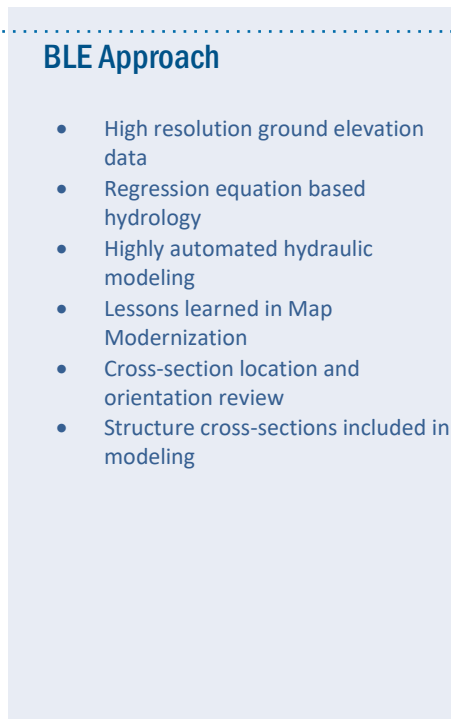 BLE Approach
• High resolution ground elevation
data
• Regression equation based
hydrology
• Highly automated hydraulic
modeling
• Lessons learned in Map
Modernization
• Cross-section location and
orientation review
• Structure cross-sections included in
modeling